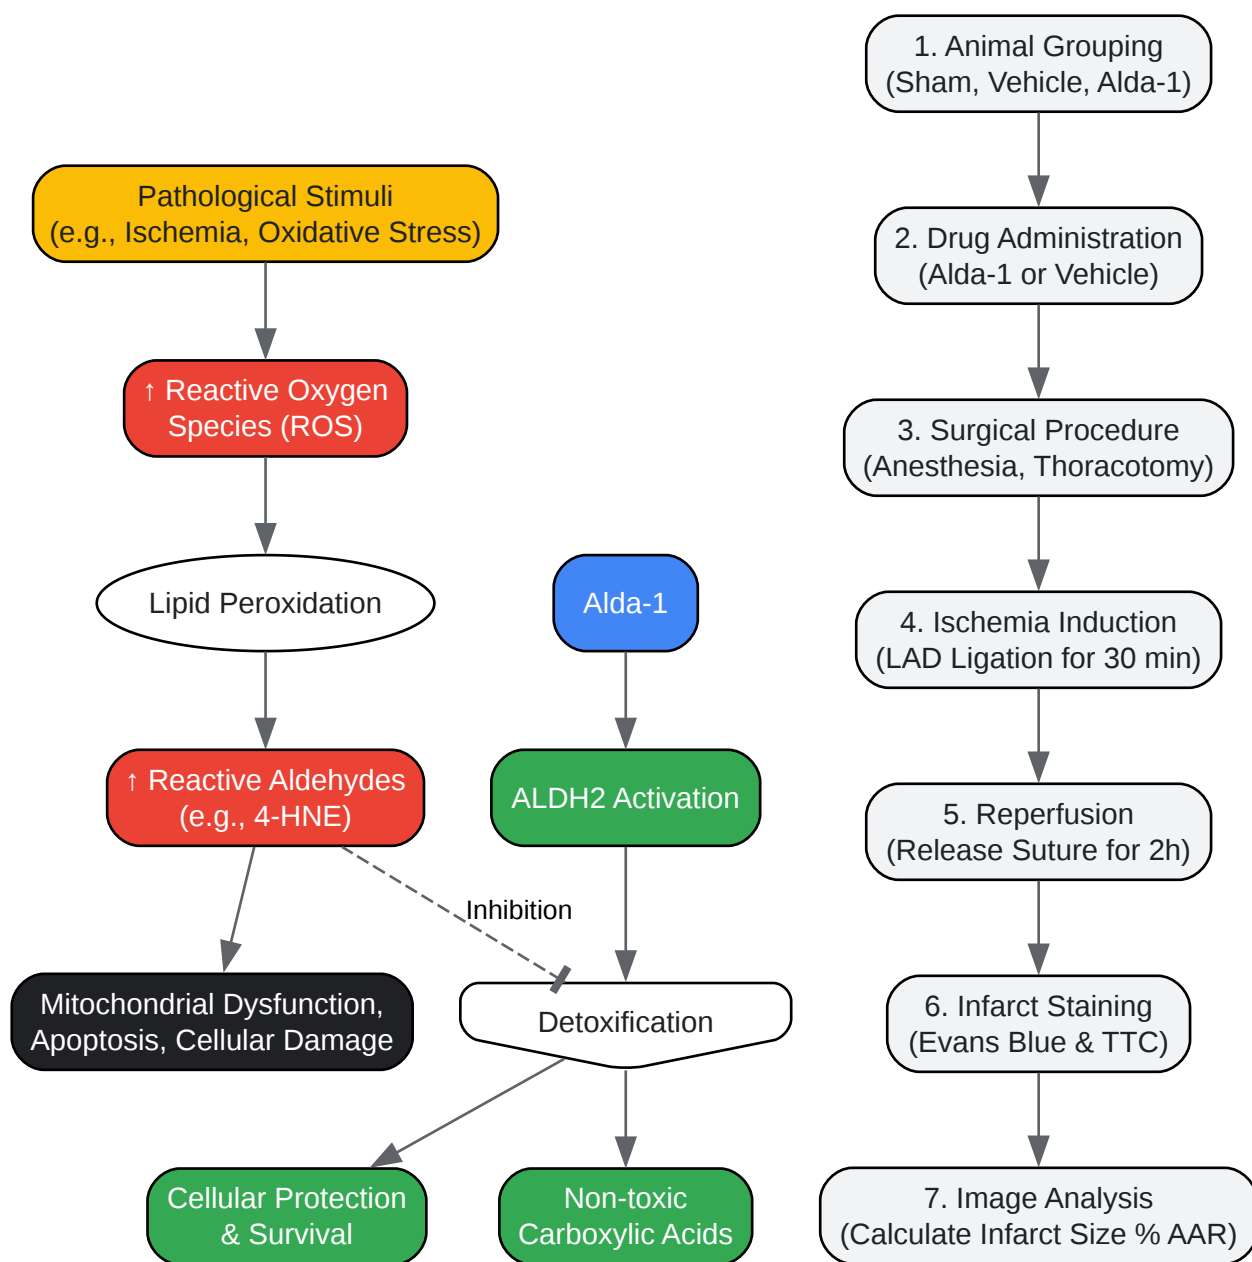 Pathological Stimuli
(e.g., Ischemia, Oxidative Stress)
↑ Reactive Oxygen
Species (ROS)
Lipid Peroxidation
Alda-1
↑ Reactive Aldehydes
(e.g., 4-HNE)
ALDH2 Activation
Inhibition
Mitochondrial Dysfunction,
Apoptosis, Cellular Damage
Detoxification
Cellular Protection
& Survival
Non-toxic
Carboxylic Acids
1. Animal Grouping
(Sham, Vehicle, Alda-1)
2. Drug Administration
(Alda-1 or Vehicle)
3. Surgical Procedure
(Anesthesia, Thoracotomy)
4. Ischemia Induction
(LAD Ligation for 30 min)
5. Reperfusion
(Release Suture for 2h)
6. Infarct Staining
(Evans Blue & TTC)
7. Image Analysis
(Calculate Infarct Size % AAR)